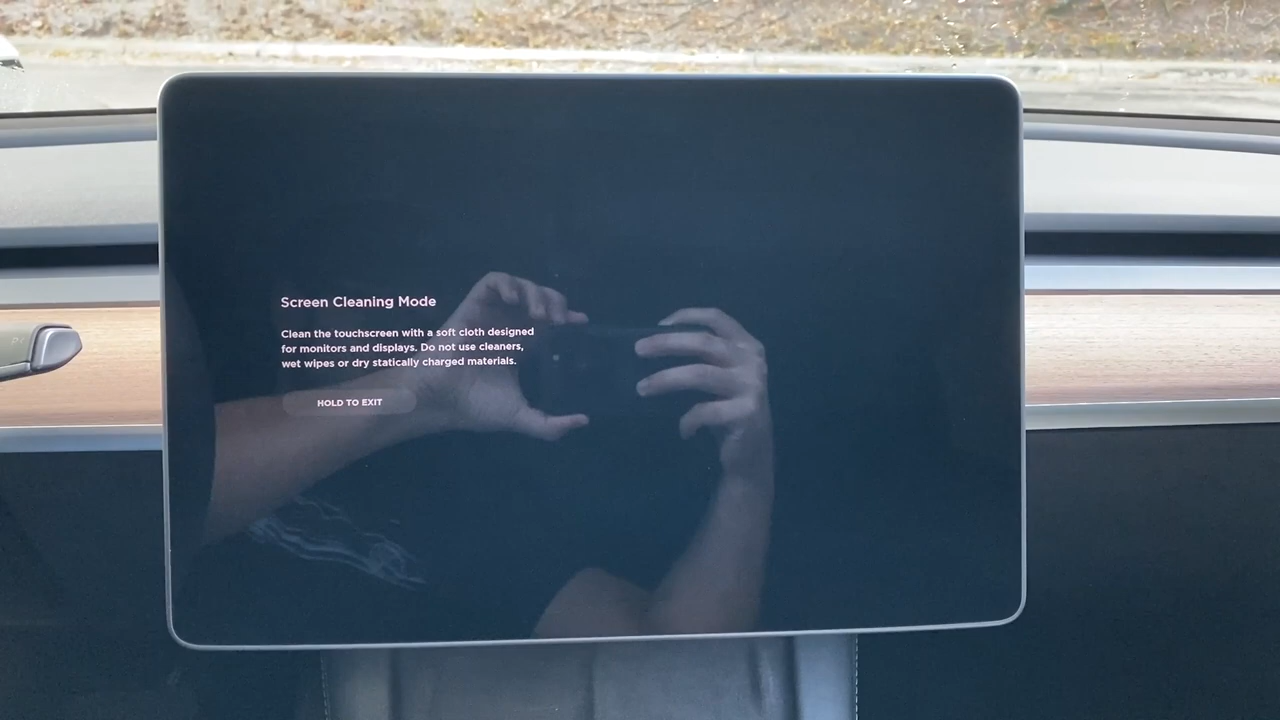 Screen Cleaning Mode
Clean the touchscreen with a soft cloth designed
for monitors and displays. Do not use cleaners,
wet wipes or dry statically charged materials.
HOLD TO EXIT